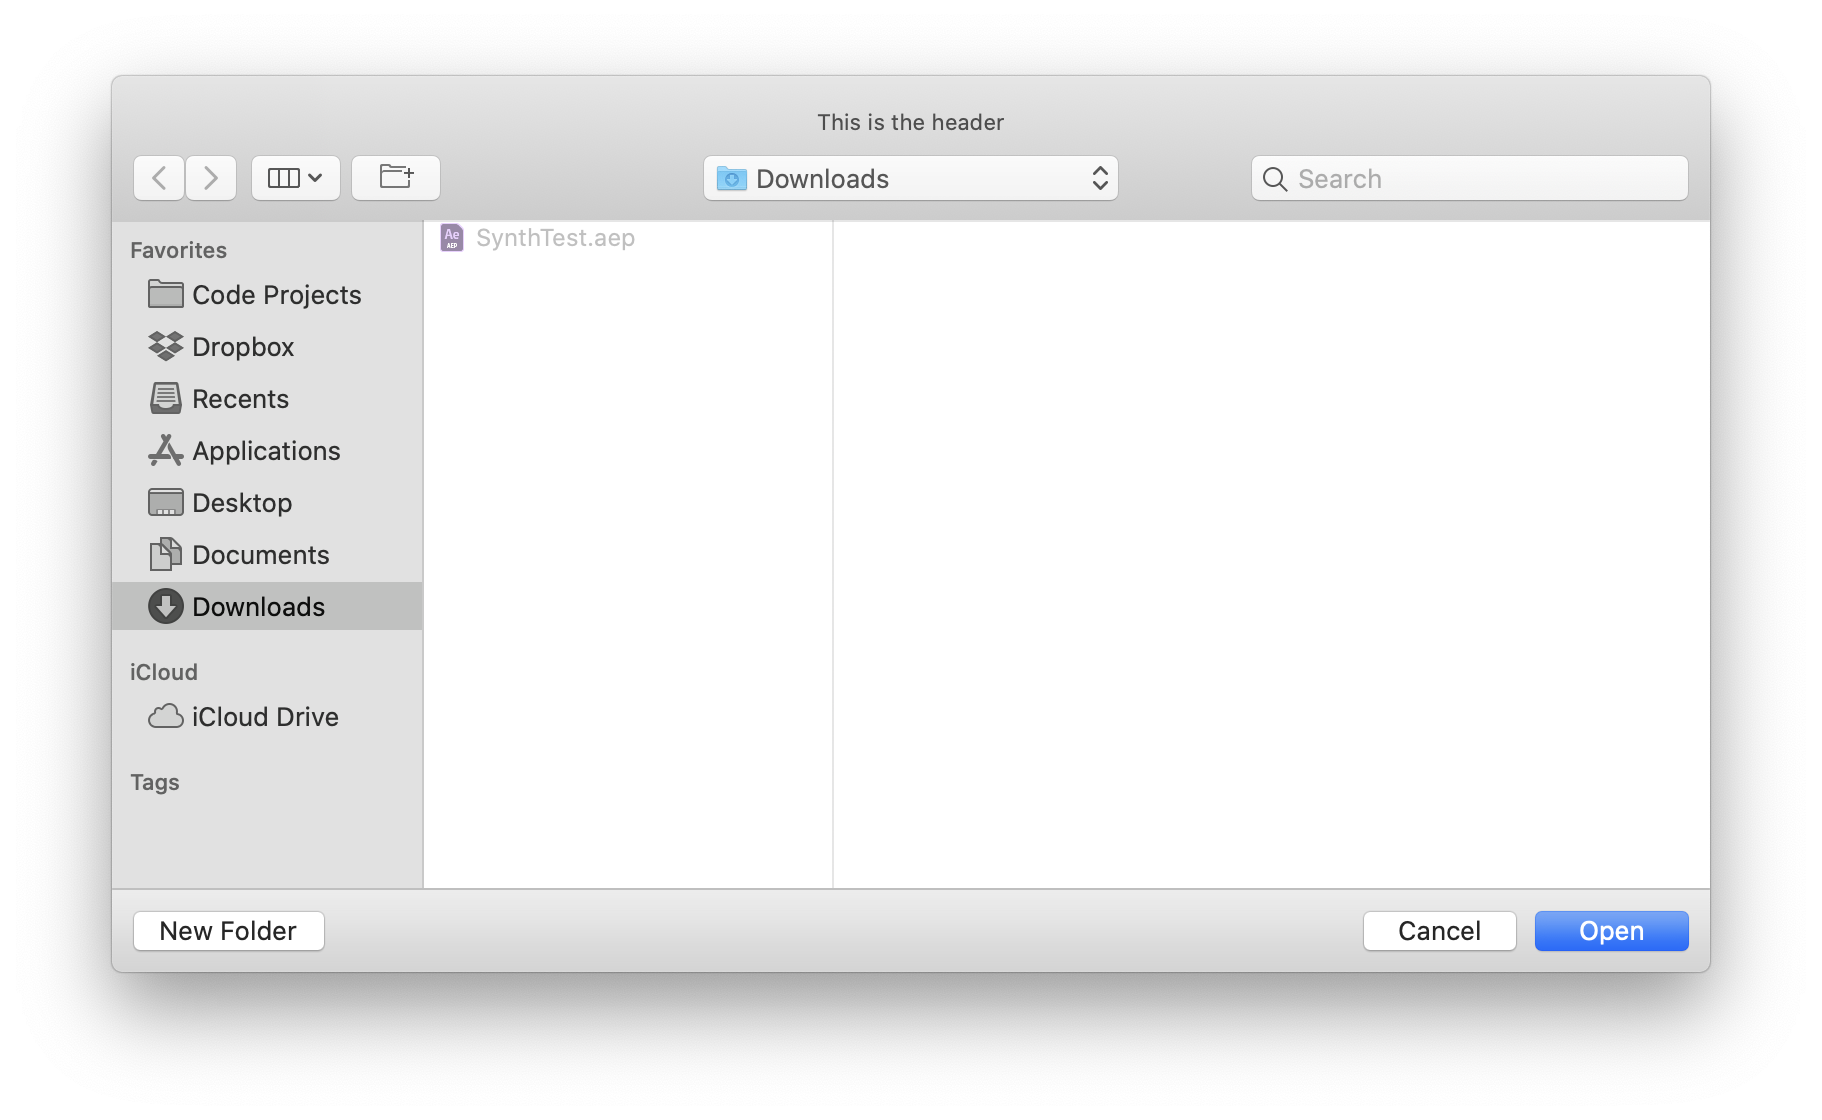 This is the header
Downloads
Search
Favorites
Code Projects
Dropbox
Recents
Applications
Desktop
Documents
Downloads
iCloud
iCloud Drive
Tags
Ae
AEP
SynthTest.aep
New Folder
Cancel
Open